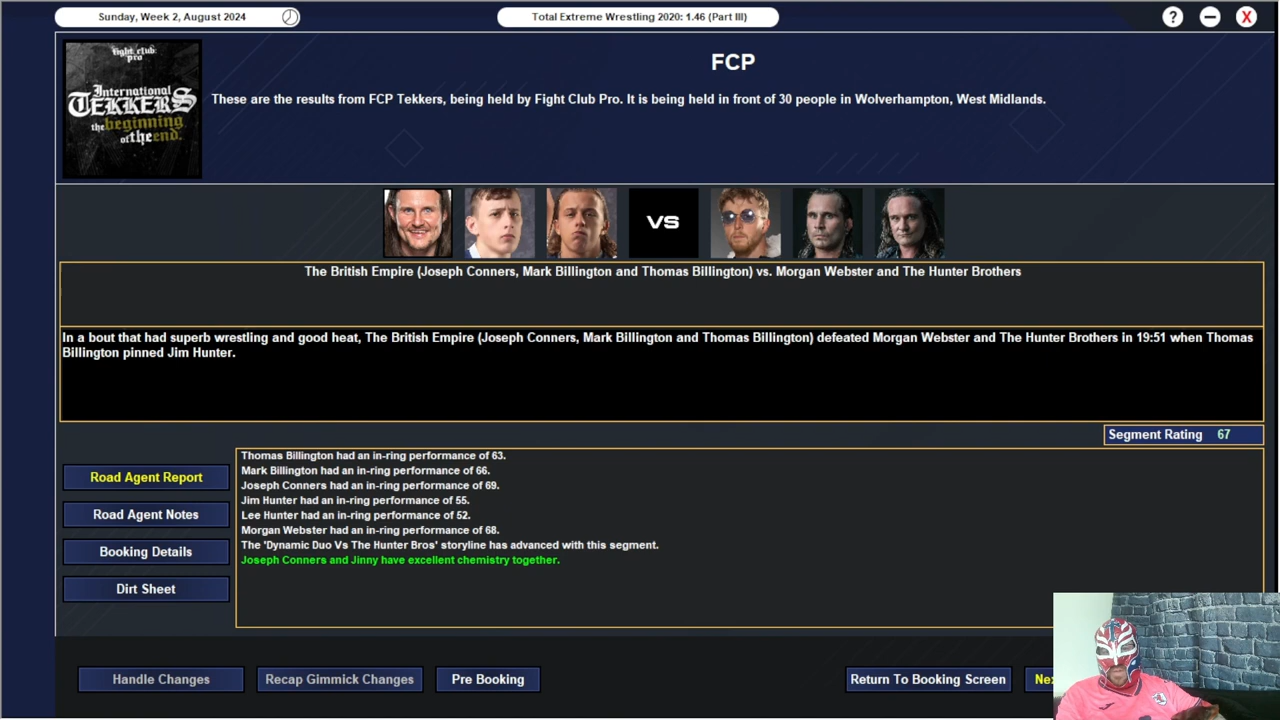 Sunday, Week 2, August 2024
Total Extreme Wrestling 2020: 1.46 (Part III)
?
X
fight club:
pro
International
TEKKERS
the beginning
of the end.
FCP
These are the results from FCP Tekkers, being held by Fight Club Pro. It is being held in front of 30 people in Wolverhampton, West Midlands.
VS
The British Empire (Joseph Conners, Mark Billington and Thomas Billington) vs. Morgan Webster and The Hunter Brothers
In a bout that had superb wrestling and good heat, The British Empire (Joseph Conners, Mark Billington and Thomas Billington) defeated Morgan Webster and The Hunter Brothers in 19:51 when Thomas
Billington pinned Jim Hunter.
Segment Rating 67
Road Agent Report
Road Agent Notes
Booking Details
Dirt Sheet
Thomas Billington had an in-ring performance of 63.
Mark Billington had an in-ring performance of 66.
Joseph Conners had an in-ring performance of 69.
Jim Hunter had an in-ring performance of 55.
Lee Hunter had an in-ring performance of 52.
Morgan Webster had an in-ring performance of 68.
The 'Dynamic Duo Vs The Hunter Bros' storyline has advanced with this segment.
Joseph Conners and Jinny have excellent chemistry together.
Handle Changes
Recap Gimmick Changes
Pre Booking
Return To Booking Screen